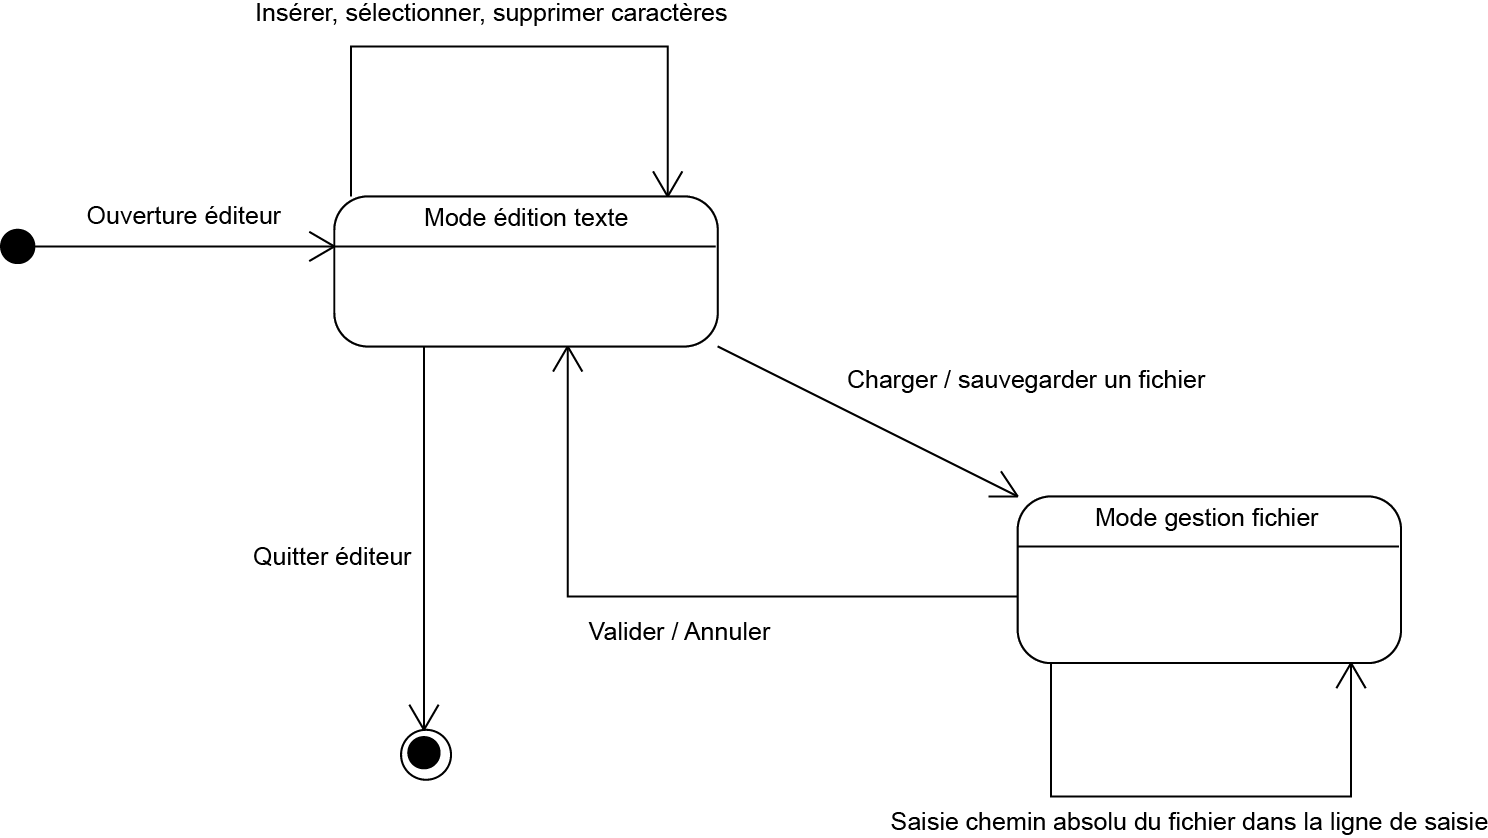 Insérer, sélectionner, supprimer caractères
Ouverture éditeur
Mode édition texte
Charger / sauvegarder un fichier
Mode gestion fichier
Quitter éditeur
Valider / Annuler
Saisie chemin absolu du fichier dans la ligne de saisie